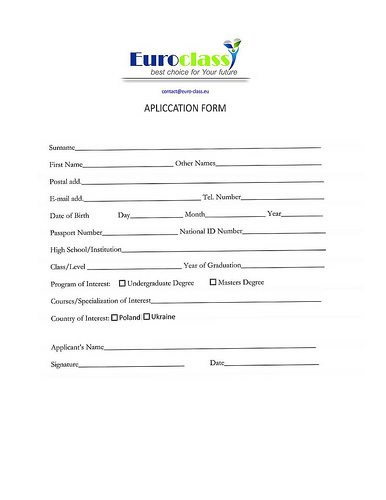 Euroclass
best choice for Your future
contact@euro-class.eu
APLICCATION FORM
Surname
First Name Other Names
Postal add.
E-mail add. Tel. Number
Date of Birth Day Month Year
Passport Number National ID Number
High School/Institution
Class/Level Year of Graduation
Program of Interest: Undergraduate Degree Masters Degree
Courses/Specialization of Interest
Country of Interest: Poland Ukraine
Applicant's Name
Signature Date